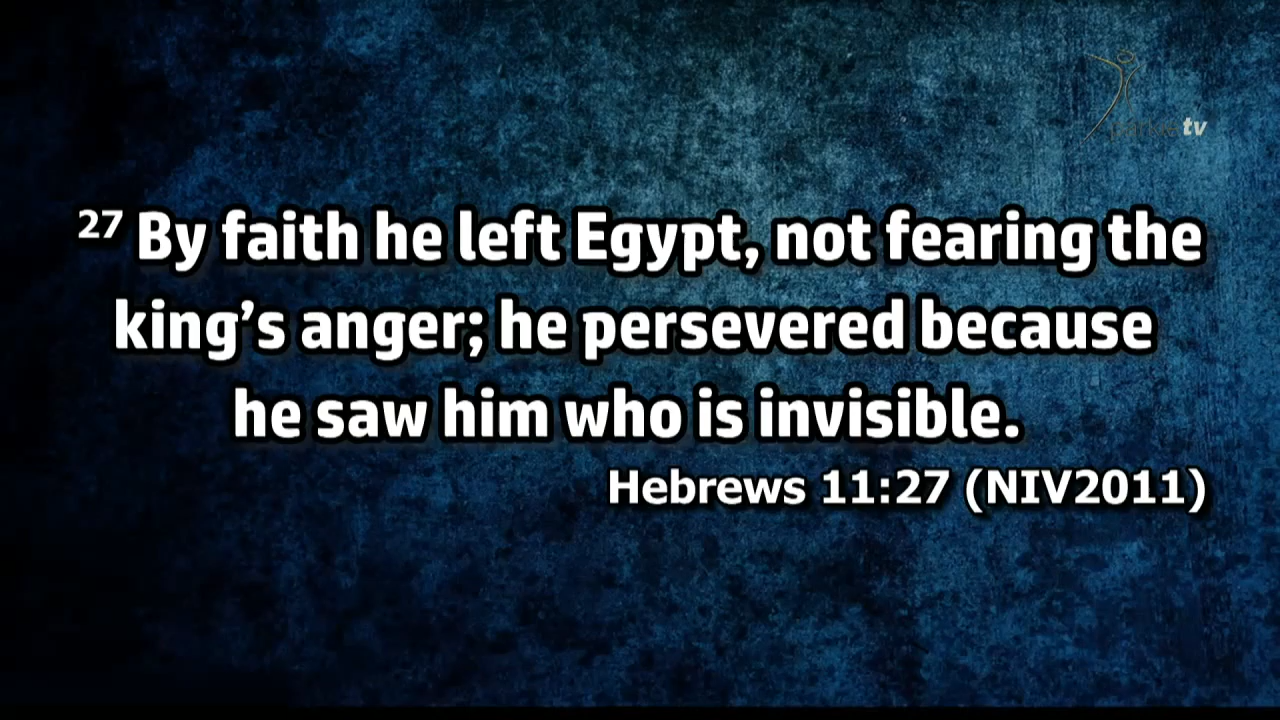 tv
27 By faith he left Egypt, not fearing the
king's anger; he persevered because
he saw him who is invisible.
Hebrews 11:27 (NIV2011)